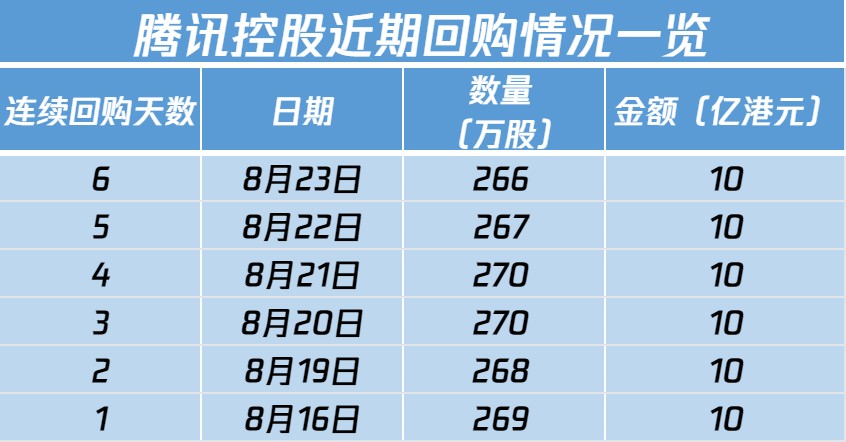 腾讯控股近期回购情况一览
连续回购天数 日期 数量（万股） 金额（亿港元）
6 8月23日 266 10
5 8月22日 267 10
4 8月21日 270 10
3 8月20日 270 10
2 8月19日 268 10
1 8月16日 269 10